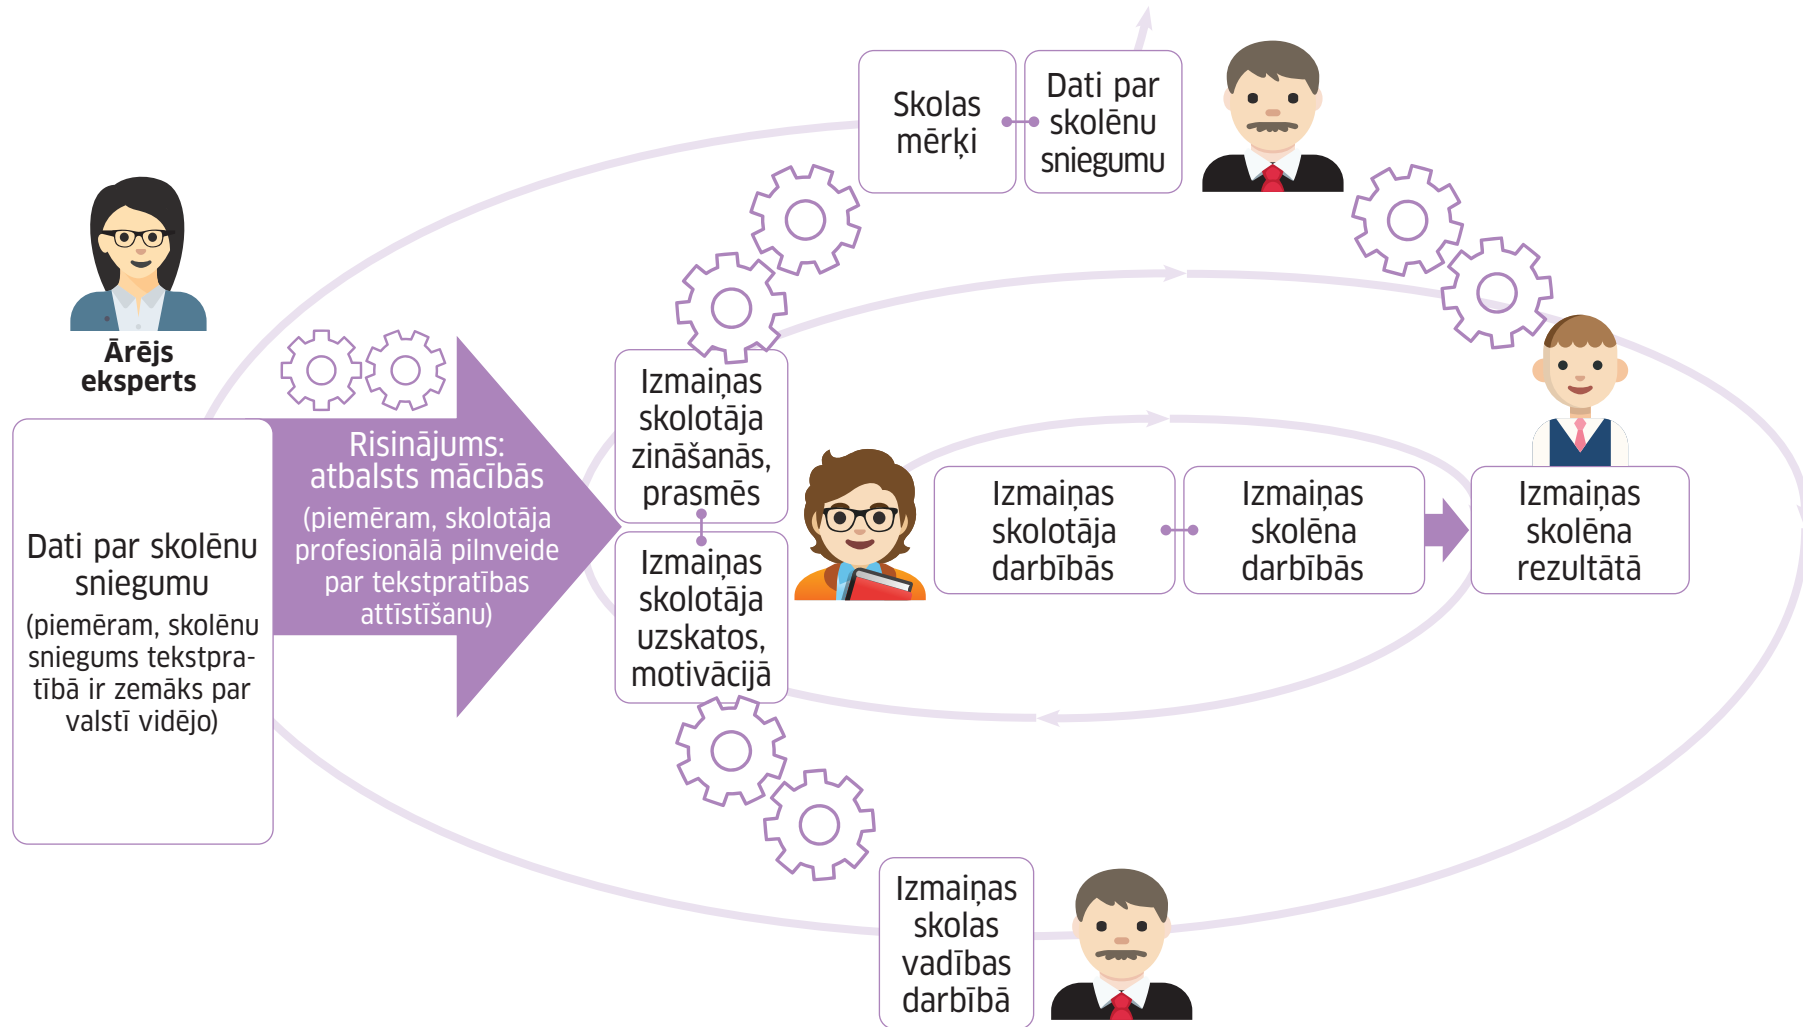 Skolas
mērķi
Dati par
skolēnu
sniegumu
Ārējs
eksperts
Dati par skolēnu
sniegumu
(piemēram, skolēnu
sniegums tekstpra-
tībā ir zemāks par
valstī vidējo)
Risinājums:
atbalsts mācībās
(piemēram, skolotāja
profesionālā pilnveide
par tekstpratības
attīstīšanu)
Izmaiņas
skolotāja
zināšanās,
prasmēs
Izmaiņas
skolotāja
uzskatos,
motivācijā
Izmaiņas
skolotāja
darbībās
Izmaiņas
skolēna
darbībās
Izmaiņas
skolēna
rezultātā
Izmaiņas
skolas
vadības
darbībā